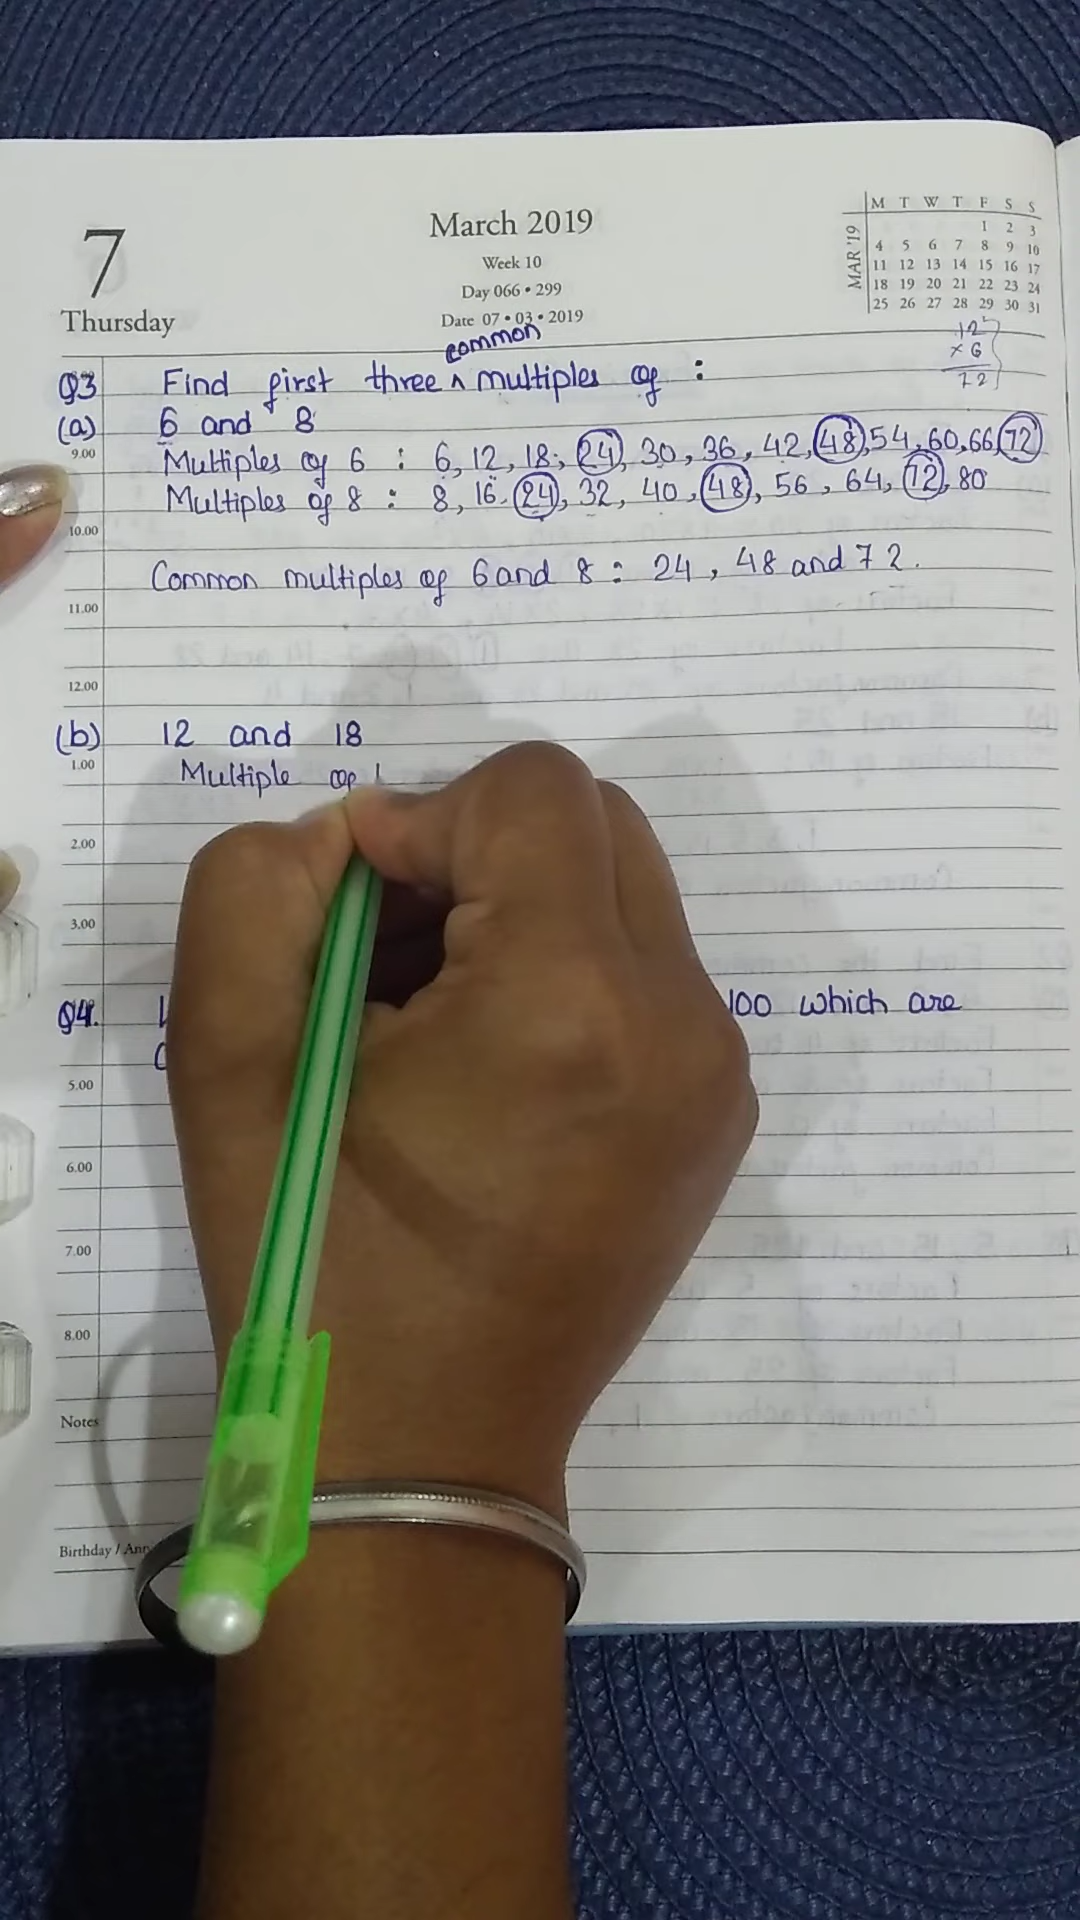 7
Thursday
March 2019
Week 10
Day 066 • 299
Date 07 • 03 • 2019
MAR '19
M T W T F S S
1 2 3
4 5 6 7 8 9 10
11 12 13 14 15 16 17
18 19 20 21 22 23 24
25 26 27 28 29 30 31
12
× 6
72
common
Q3 Find first three ^ multiples of :
(a) 6 and 8
9.00
Multiples of 6 : 6, 12, 18, 24, 30, 36, 42, 48, 54, 60, 66, 72
Multiples of 8 : 8, 16, 24, 32, 40, 48, 56, 64, 72, 80
10.00
Common multiples of 6 and 8 : 24, 48 and 72.
11.00
12.00
(b) 12 and 18
1.00
Multiple of 1
2.00
3.00
Q4. 100 which are
5.00
6.00
7.00
8.00
Notes
Birthday / Ann